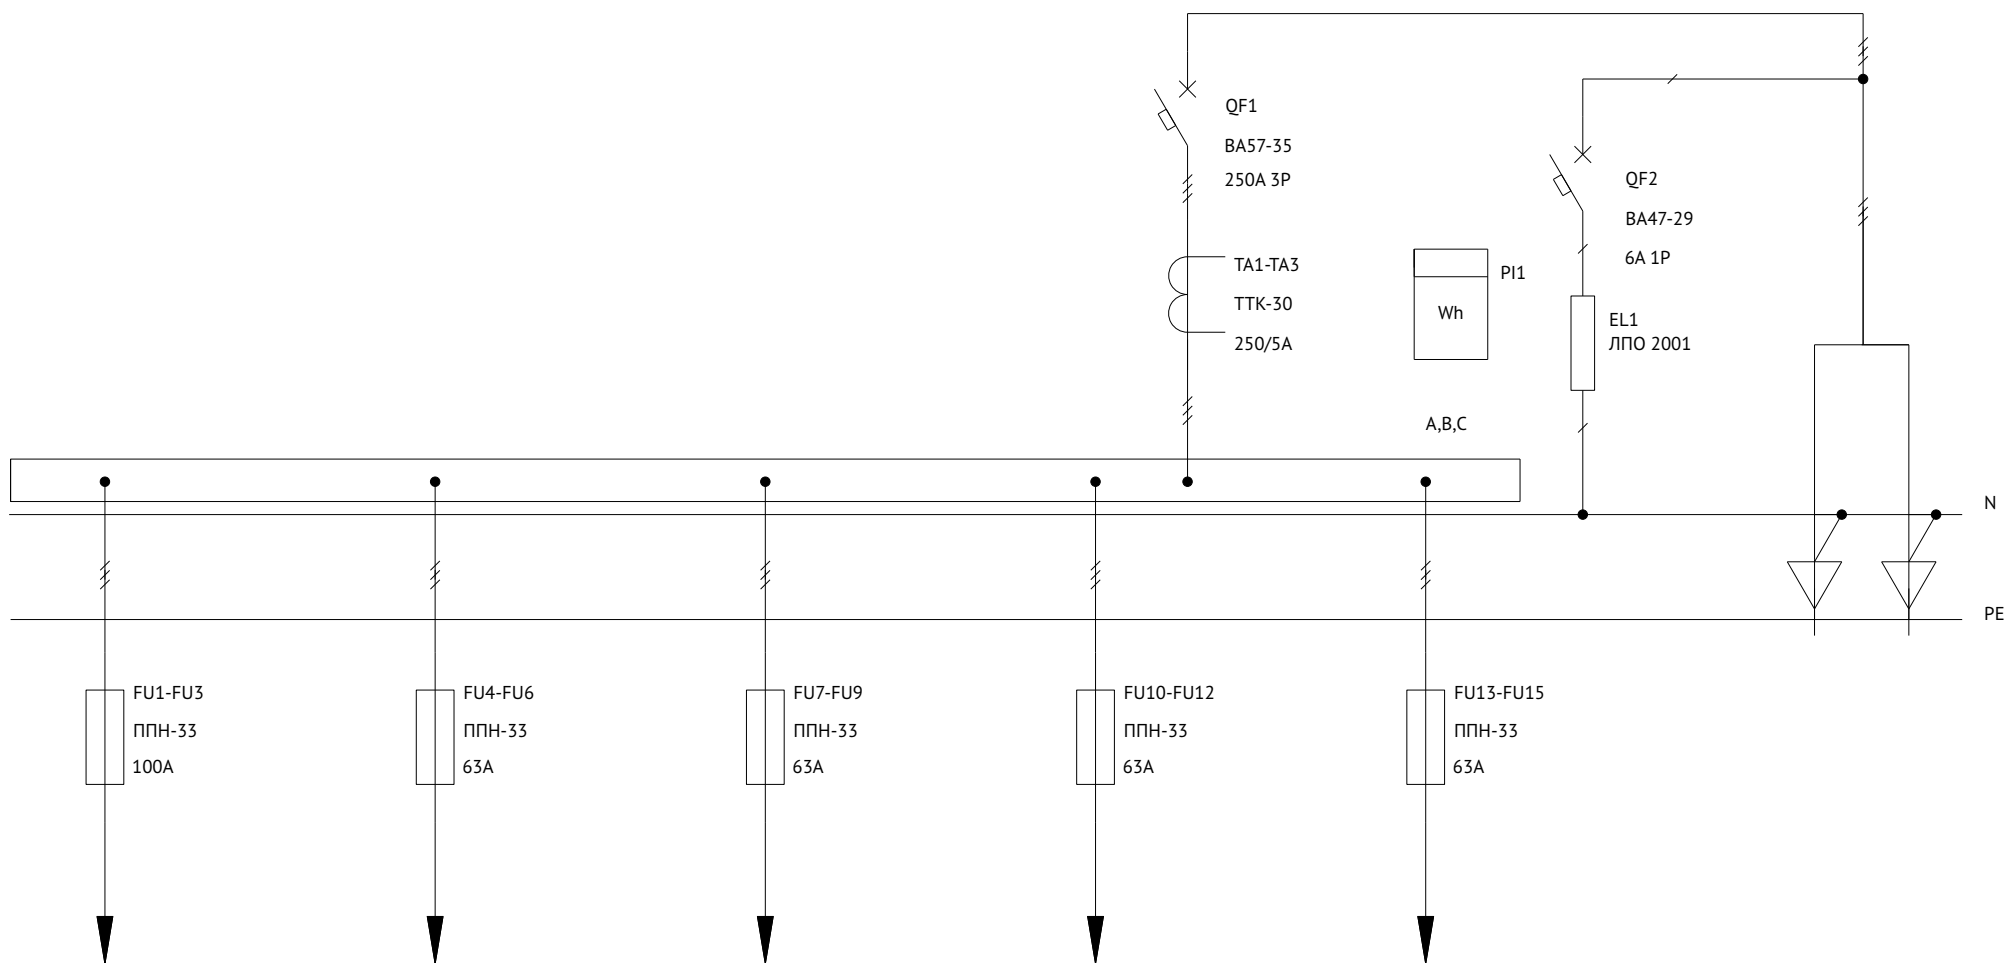 QF1
ВА57-35
250А 3Р
QF2
ВА47-29
6А 1Р
TA1-TA3
ТТК-30
250/5А
PI1
Wh
EL1
ЛПО 2001
A,B,C
N
PE
FU1-FU3
ППН-33
100А
FU4-FU6
ППН-33
63А
FU7-FU9
ППН-33
63А
FU10-FU12
ППН-33
63А
FU13-FU15
ППН-33
63А